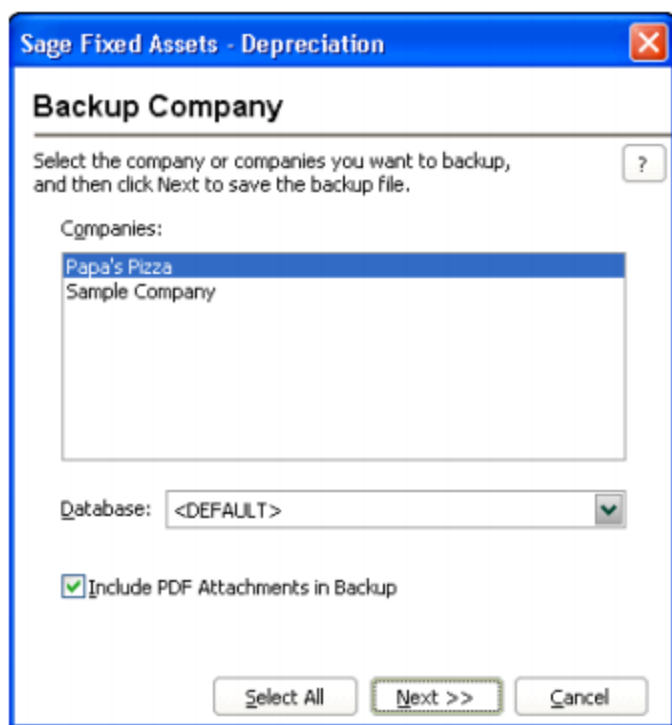 Sage Fixed Assets - Depreciation
Backup Company
Select the company or companies you want to backup,
and then click Next to save the backup file.
?
Companies:
Papa's Pizza
Sample Company
Database: <DEFAULT>
Include PDF Attachments in Backup
Select All Next >> Cancel